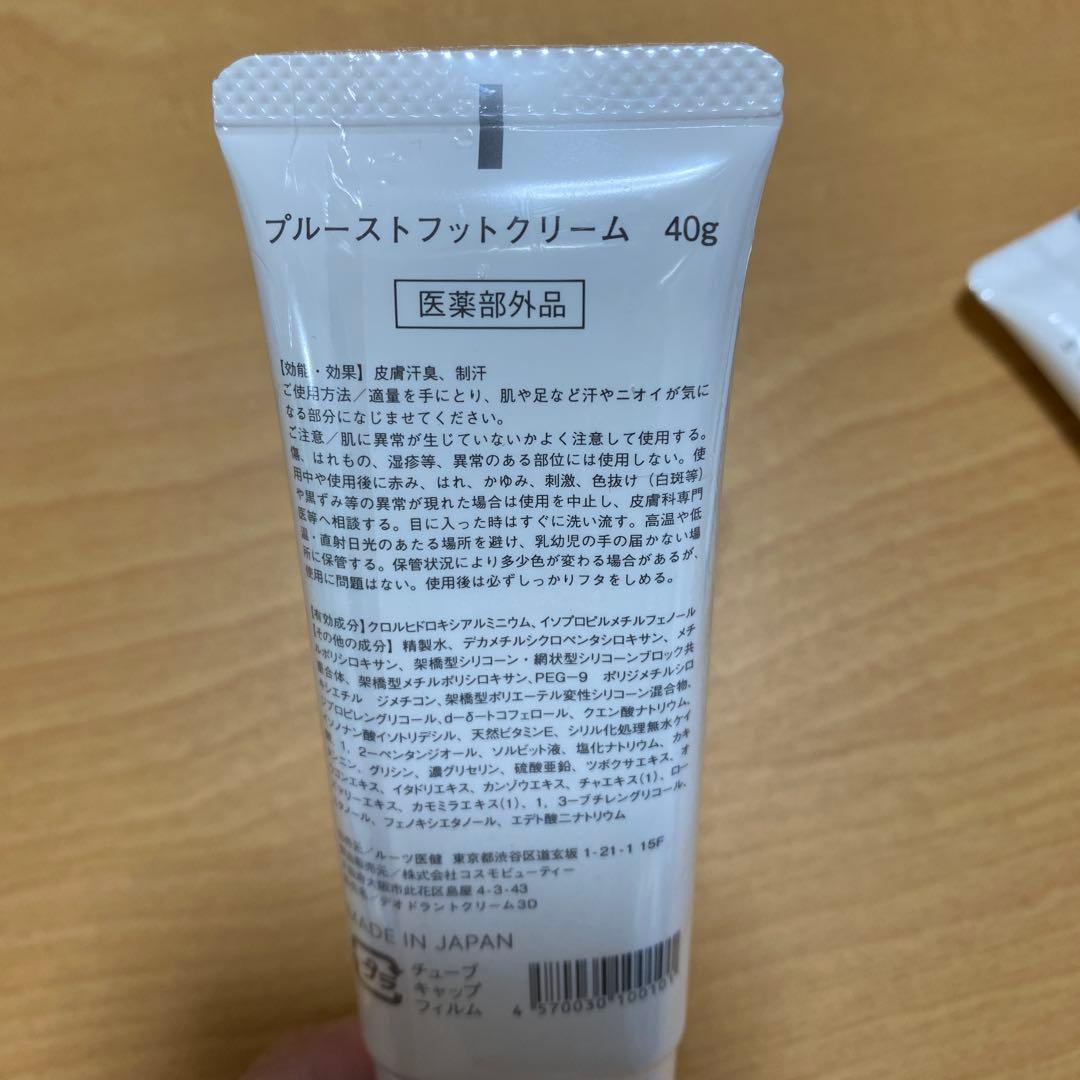 プルーストフットクリーム 40g
医薬部外品
【効能・効果】皮膚汗臭、制汗
ご使用方法／適量を手にとり、肌や足など汗やニオイが気に
なる部分になじませてください。
ご注意／肌に異常が生じていないかよく注意して使用する。
傷、はれもの、湿疹等、異常のある部位には使用しない。使
用中や使用後に赤み、はれ、かゆみ、刺激、色抜け（白斑等）
や黒ずみ等の異常が現れた場合は使用を中止し、皮膚科専門
医等へ相談する。目に入った時はすぐに洗い流す。高温や低
温・直射日光のあたる場所を避け、乳幼児の手の届かない場
所に保管する。保管状況により多少色が変わる場合があるが、
使用に問題はない。使用後は必ずしっかりフタをしめる。
【有効成分】クロルヒドロキシアルミニウム、イソプロピルメチルフェノール
【その他の成分】精製水、デカメチルシクロペンタシロキサン、メチ
ルポリシロキサン、架橋型シリコーン・網状型シリコーンブロック共
重合体、架橋型メチルポリシロキサン、PEG-9 ポリジメチルシロ
キシエチル ジメチコン、架橋型ポリエーテル変性シリコーン混合物、
ジプロピレングリコール、d-δ-トコフェロール、クエン酸ナトリウム、
イソノナン酸イソトリデシル、天然ビタミンE、シリル化処理無水ケイ
1，2-ペンタンジオール、ソルビット液、塩化ナトリウム、カキ
ンニン、グリシン、濃グリセリン、硫酸亜鉛、ツボクサエキス、オ
ゴンエキス、イタドリエキス、カンゾウエキス、チャエキス(1)、ロー
ズマリーエキス、カモミラエキス(1)、1，3-ブチレングリコール、
タノール、フェノキシエタノール、エデト酸二ナトリウム
／ルーツ医健 東京都渋谷区道玄坂1-21-1 15F
販売元／株式会社コスモビューティー
大阪市此花区島屋4-3-43
名／デオドラントクリーム3D
MADE IN JAPAN
プラ
チューブ
キャップ
フィルム
4 570030 100101